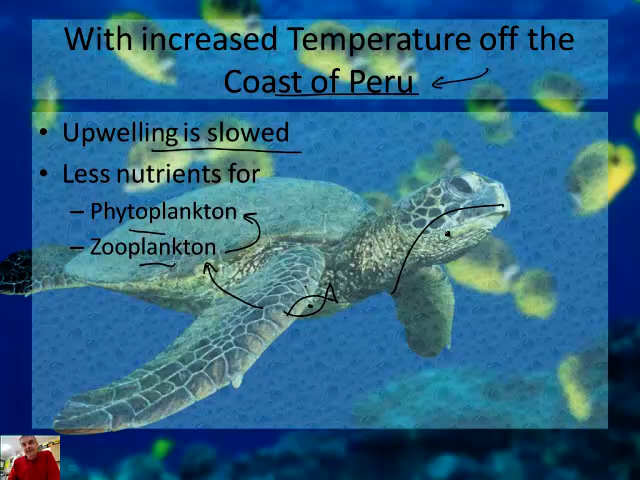 With increased Temperature off the
Coast of Peru
• Upwelling is slowed
• Less nutrients for
– Phytoplankton
– Zooplankton